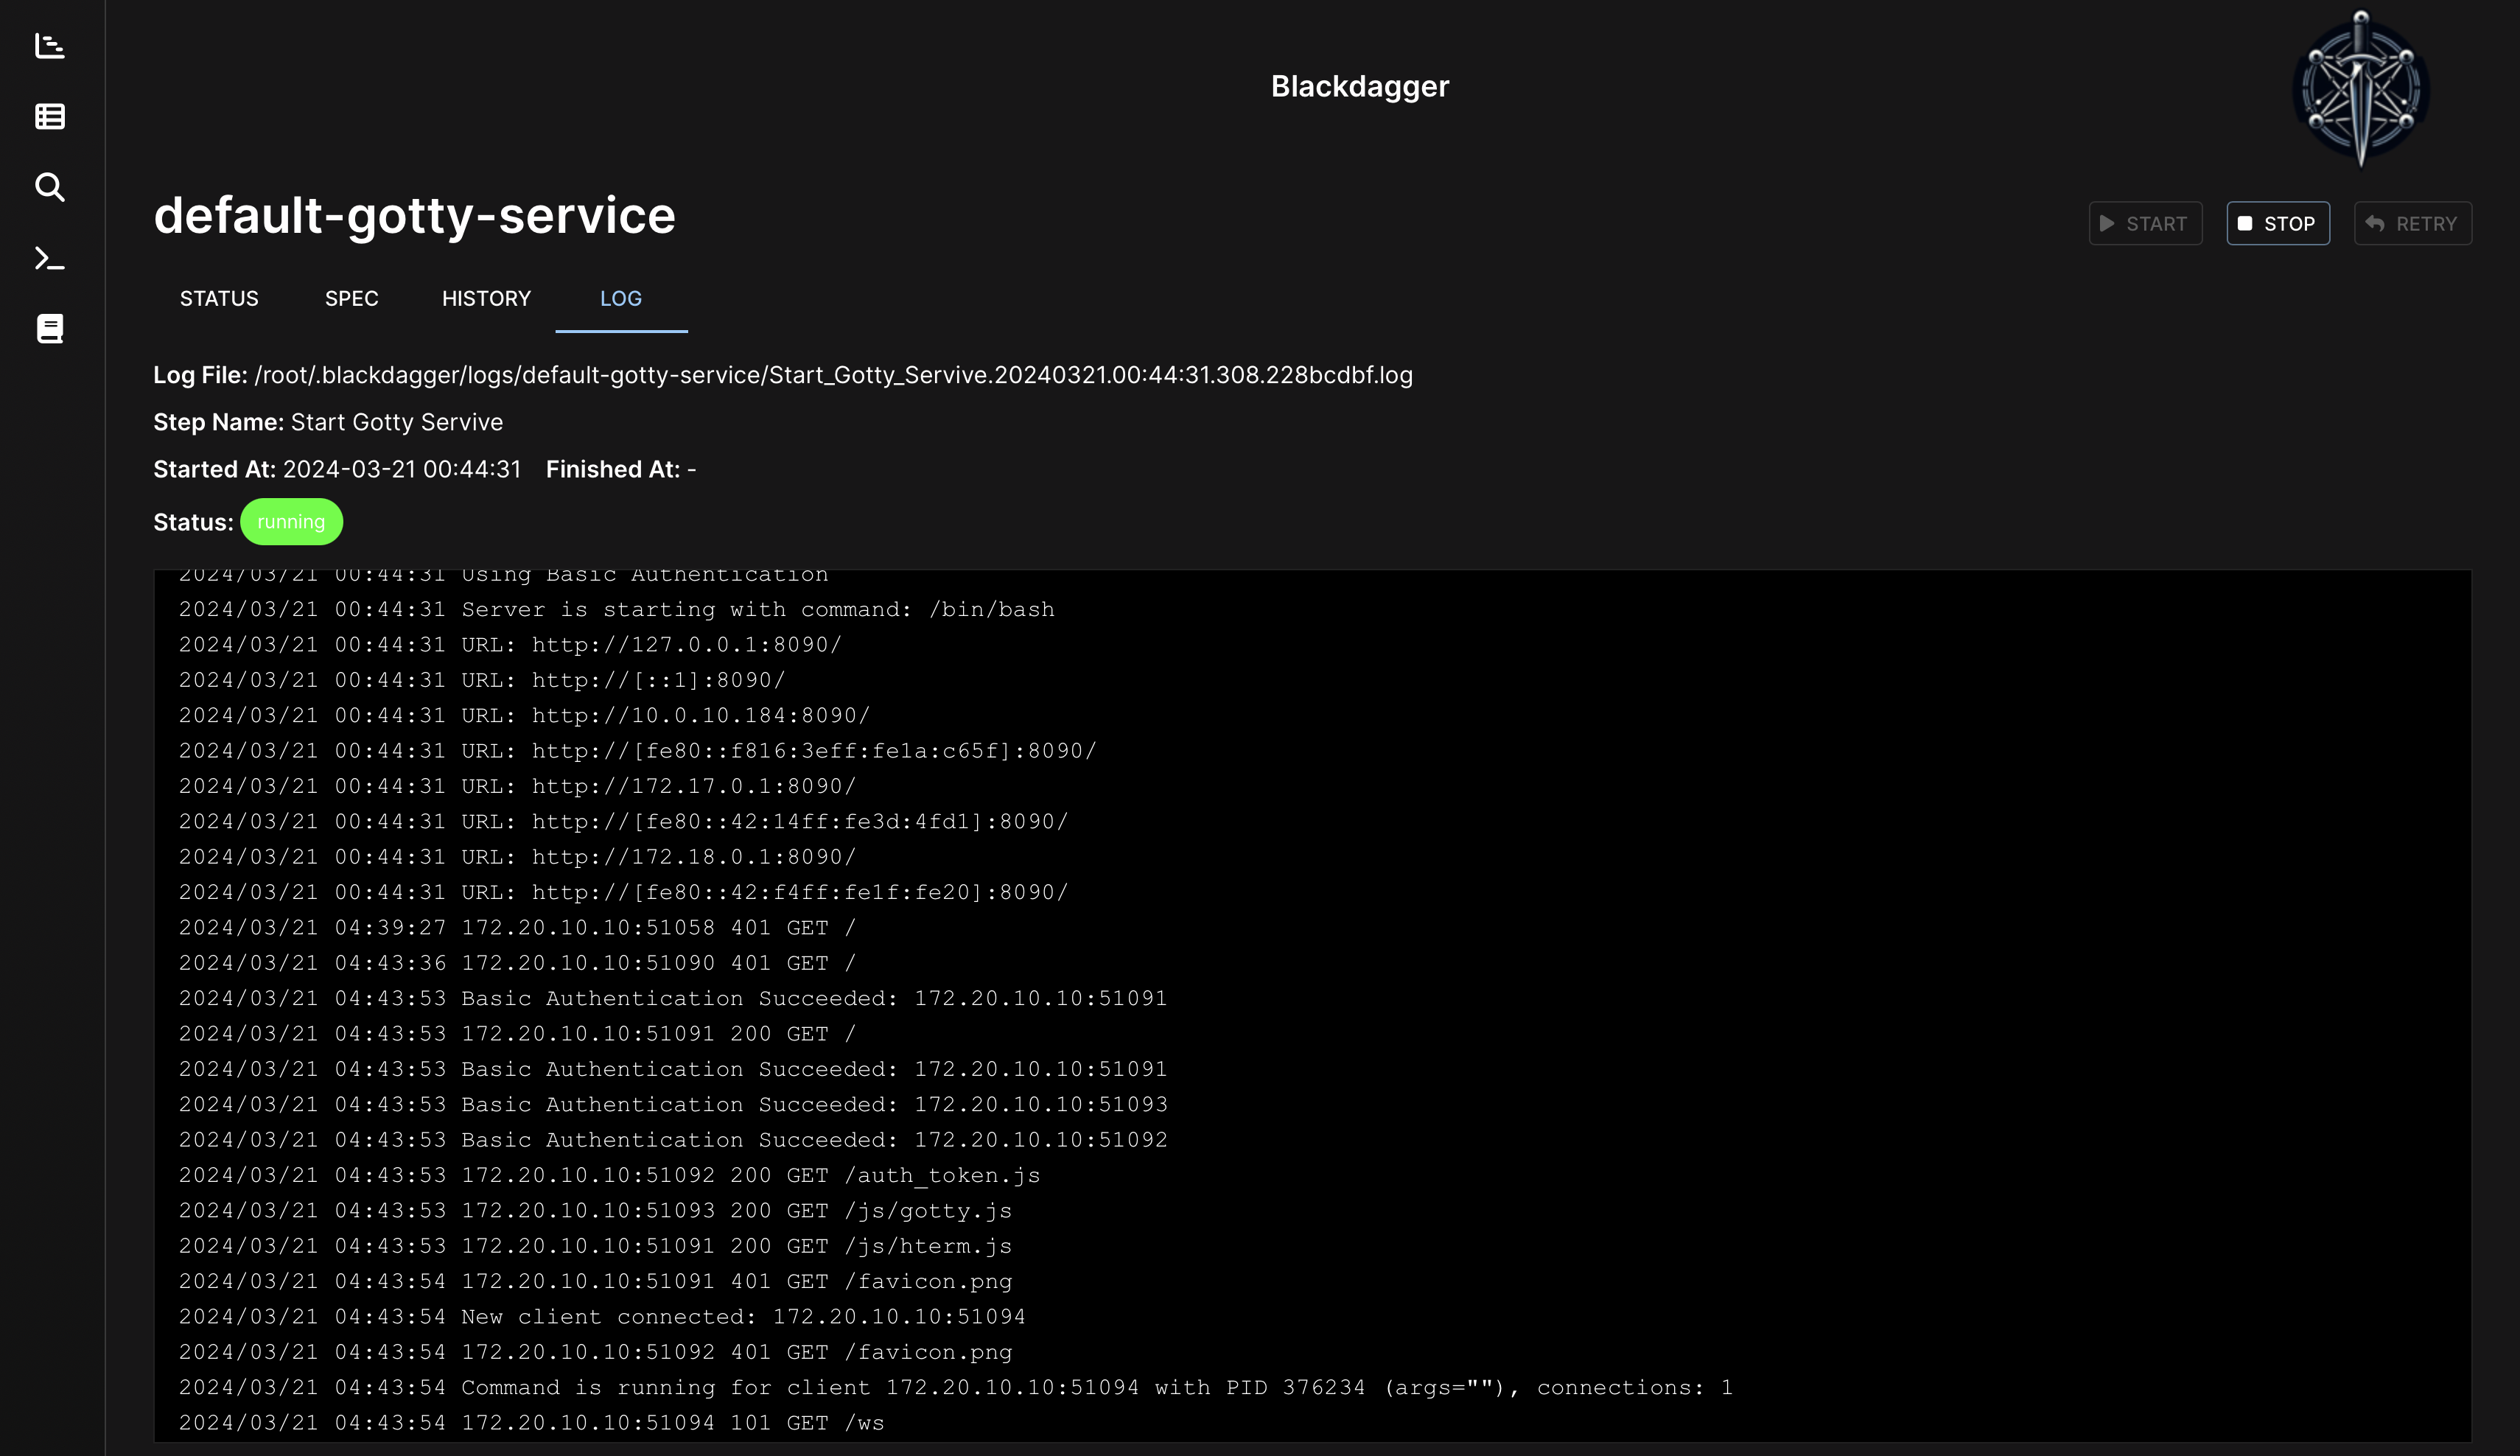 Blackdagger
default-gotty-service
START STOP RETRY
STATUS SPEC HISTORY LOG
Log File: /root/.blackdagger/logs/default-gotty-service/Start_Gotty_Servive.20240321.00:44:31.308.228bcdbf.log
Step Name: Start Gotty Servive
Started At: 2024-03-21 00:44:31 Finished At: -
Status: running
2024/03/21 00:44:31 Using Basic Authentication
2024/03/21 00:44:31 Server is starting with command: /bin/bash
2024/03/21 00:44:31 URL: http://127.0.0.1:8090/
2024/03/21 00:44:31 URL: http://[::1]:8090/
2024/03/21 00:44:31 URL: http://10.0.10.184:8090/
2024/03/21 00:44:31 URL: http://[fe80::f816:3eff:fe1a:c65f]:8090/
2024/03/21 00:44:31 URL: http://172.17.0.1:8090/
2024/03/21 00:44:31 URL: http://[fe80::42:14ff:fe3d:4fd1]:8090/
2024/03/21 00:44:31 URL: http://172.18.0.1:8090/
2024/03/21 00:44:31 URL: http://[fe80::42:f4ff:fe1f:fe20]:8090/
2024/03/21 04:39:27 172.20.10.10:51058 401 GET /
2024/03/21 04:43:36 172.20.10.10:51090 401 GET /
2024/03/21 04:43:53 Basic Authentication Succeeded: 172.20.10.10:51091
2024/03/21 04:43:53 172.20.10.10:51091 200 GET /
2024/03/21 04:43:53 Basic Authentication Succeeded: 172.20.10.10:51091
2024/03/21 04:43:53 Basic Authentication Succeeded: 172.20.10.10:51093
2024/03/21 04:43:53 Basic Authentication Succeeded: 172.20.10.10:51092
2024/03/21 04:43:53 172.20.10.10:51092 200 GET /auth_token.js
2024/03/21 04:43:53 172.20.10.10:51093 200 GET /js/gotty.js
2024/03/21 04:43:53 172.20.10.10:51091 200 GET /js/hterm.js
2024/03/21 04:43:54 172.20.10.10:51091 401 GET /favicon.png
2024/03/21 04:43:54 New client connected: 172.20.10.10:51094
2024/03/21 04:43:54 172.20.10.10:51092 401 GET /favicon.png
2024/03/21 04:43:54 Command is running for client 172.20.10.10:51094 with PID 376234 (args=""), connections: 1
2024/03/21 04:43:54 172.20.10.10:51094 101 GET /ws